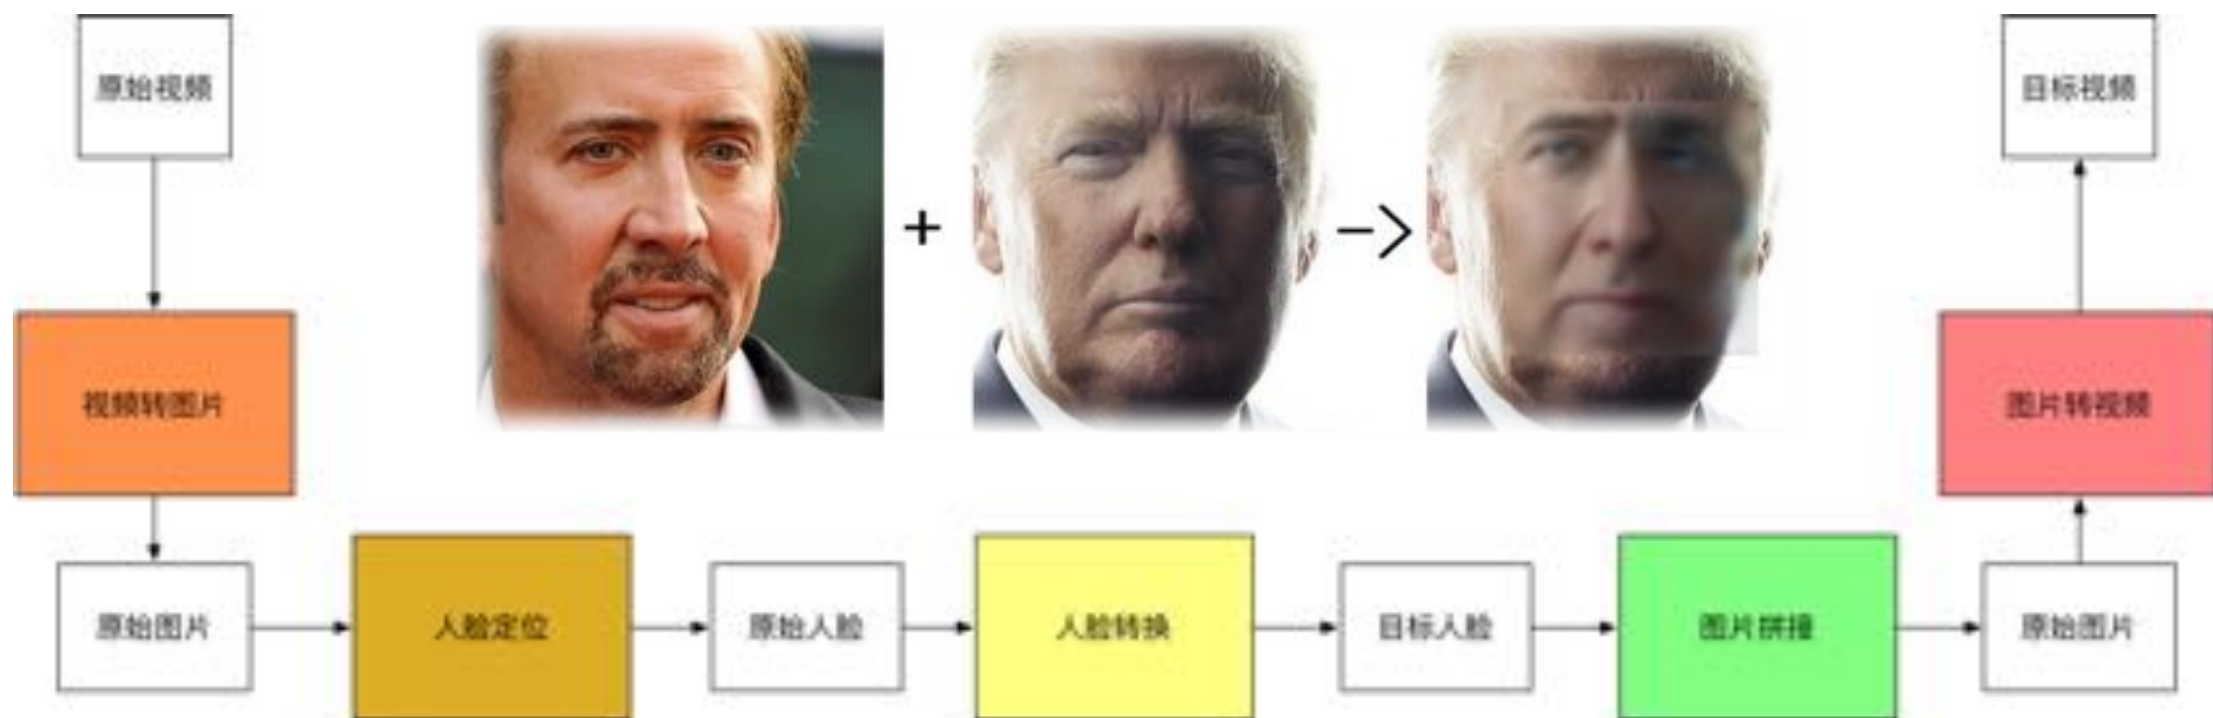 原始视频
目标视频
+
->
视频转图片
图片转视频
原始图片
人脸定位
原始人脸
人脸转换
目标人脸
图片拼接
原始图片